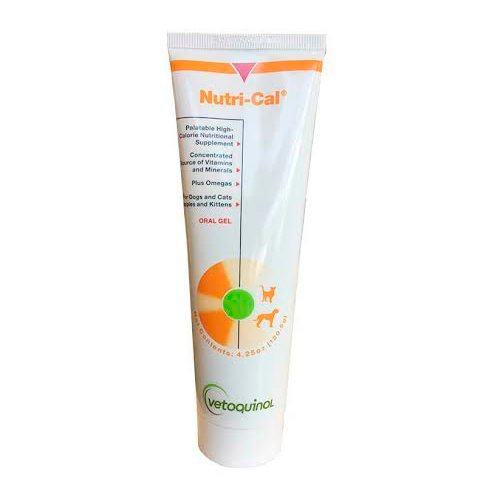 Nutri-Cal®
Palatable High-
Calorie Nutritional
Supplement
Concentrated
Source of Vitamins
and Minerals
Plus Omegas
For Dogs and Cats
and Kittens
ORAL GEL
Net Contents: 4.25oz
vetoquinol